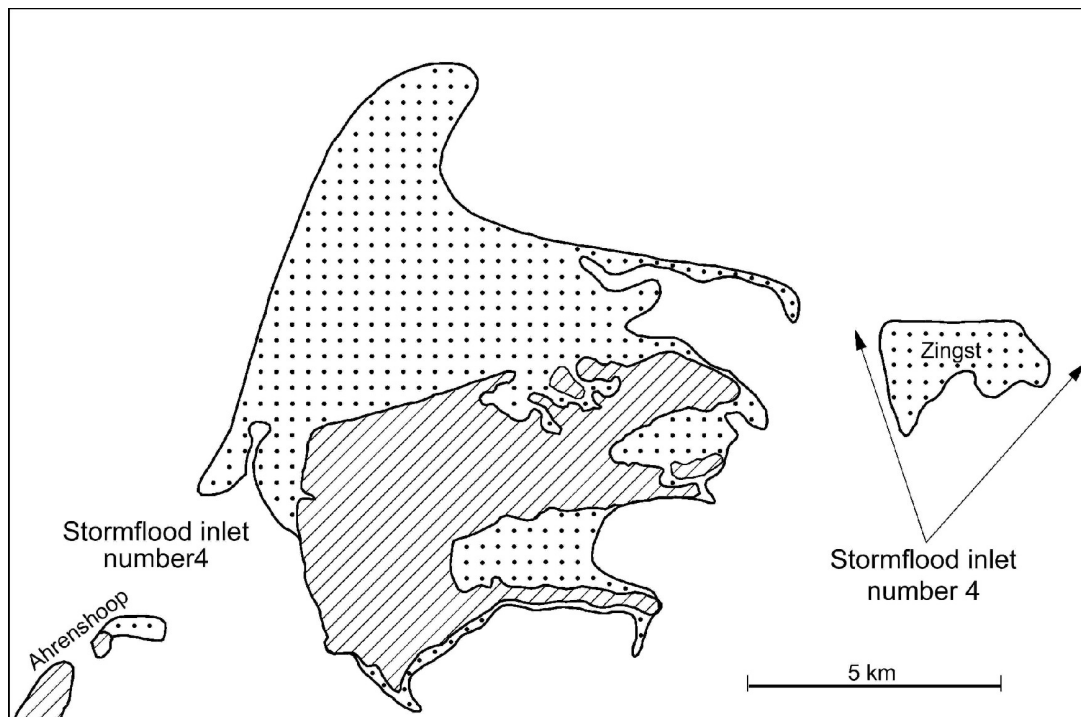 Zingst
Stormflood inlet
number4
Stormflood inlet
number 4
Ahrenshoop
5 km